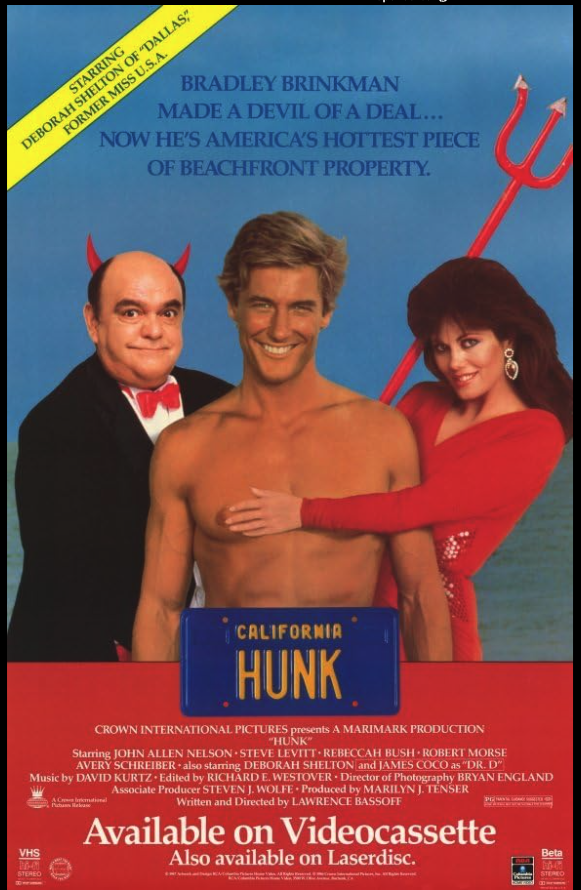 STARRING
DEBORAH SHELTON OF "DALLAS,"
FORMER MISS U.S.A.
BRADLEY BRINKMAN
MADE A DEVIL OF A DEAL...
NOW HE'S AMERICA'S HOTTEST PIECE
OF BEACHFRONT PROPERTY.
CALIFORNIA
HUNK
CROWN INTERNATIONAL PICTURES presents A MARIMARK PRODUCTION
"HUNK"
Starring JOHN ALLEN NELSON • STEVE LEVITT • REBECCAH BUSH • ROBERT MORSE
AVERY SCHREIBER • also starring DEBORAH SHELTON and JAMES COCO as "DR. D"
Music by DAVID KURTZ • Edited by RICHARD E. WESTOVER • Director of Photography BRYAN ENGLAND
Associate Producer STEVEN J. WOLFE • Produced by MARILYN J. TENSER
Written and Directed by LAWRENCE BASSOFF
A Crown International
Pictures Release
PG
Available on Videocassette
Also available on Laserdisc.
VHS
STEREO
Columbia
Pictures
Beta
STEREO